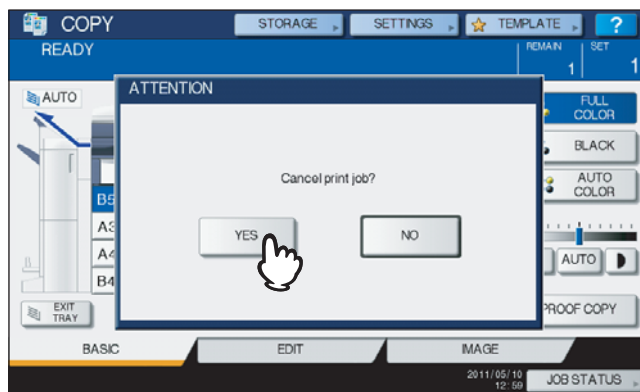 COPY
STORAGE
SETTINGS
TEMPLATE
?
READY
REMAIN
SET
1
1
AUTO
ATTENTION
FULL
COLOR
BLACK
Cancel print job?
AUTO
COLOR
B5
A3
YES
NO
A4
AUTO
B4
EXIT
TRAY
PROOF COPY
BASIC
EDIT
IMAGE
2011/05/10
12:59
JOB STATUS